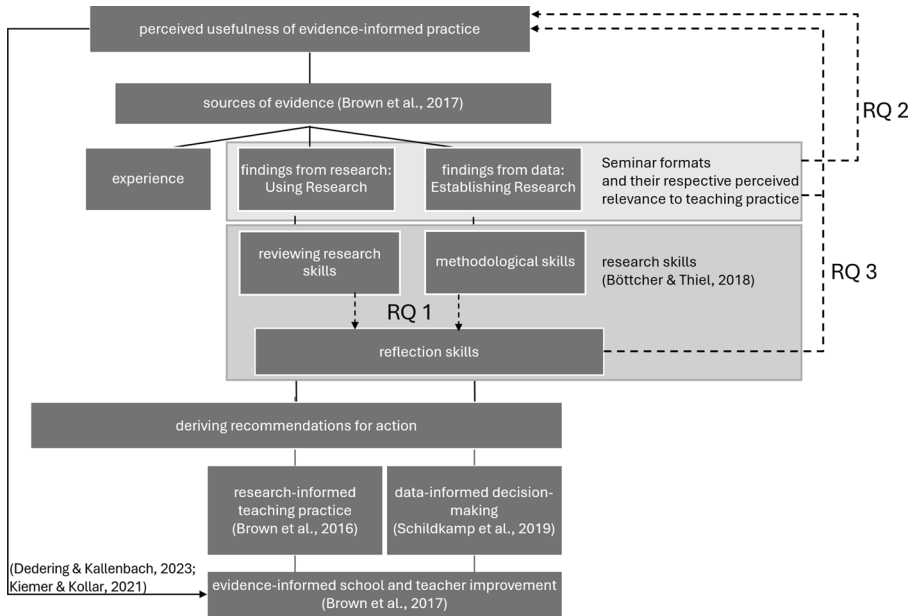 perceived usefulness of evidence-informed practice
sources of evidence (Brown et al., 2017)
RQ 2
experience
findings from research:
Using Research
findings from data:
Establishing Research
Seminar formats
and their respective perceived
relevance to teaching practice
reviewing research
skills
methodological skills
research skills
(Böttcher & Thiel, 2018)
RQ 3
RQ 1
reflection skills
deriving recommendations for action
research-informed
teaching practice
(Brown et al., 2016)
data-informed decision-
making
(Schildkamp et al., 2019)
(Dedering & Kallenbach, 2023;
Kiemer & Kollar, 2021)
evidence-informed school and teacher improvement
(Brown et al., 2017)